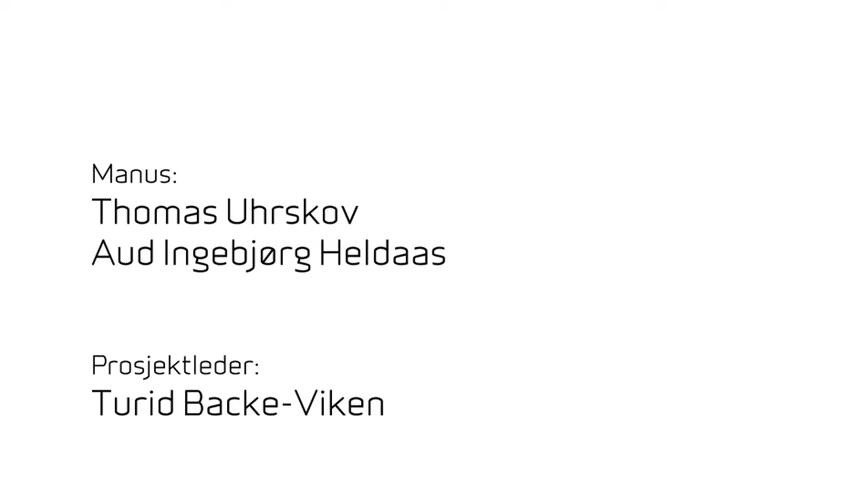 Manus:
Thomas Uhrskov
Aud Ingebjørg Heldaas
Prosjektleder:
Turid Backe-Viken